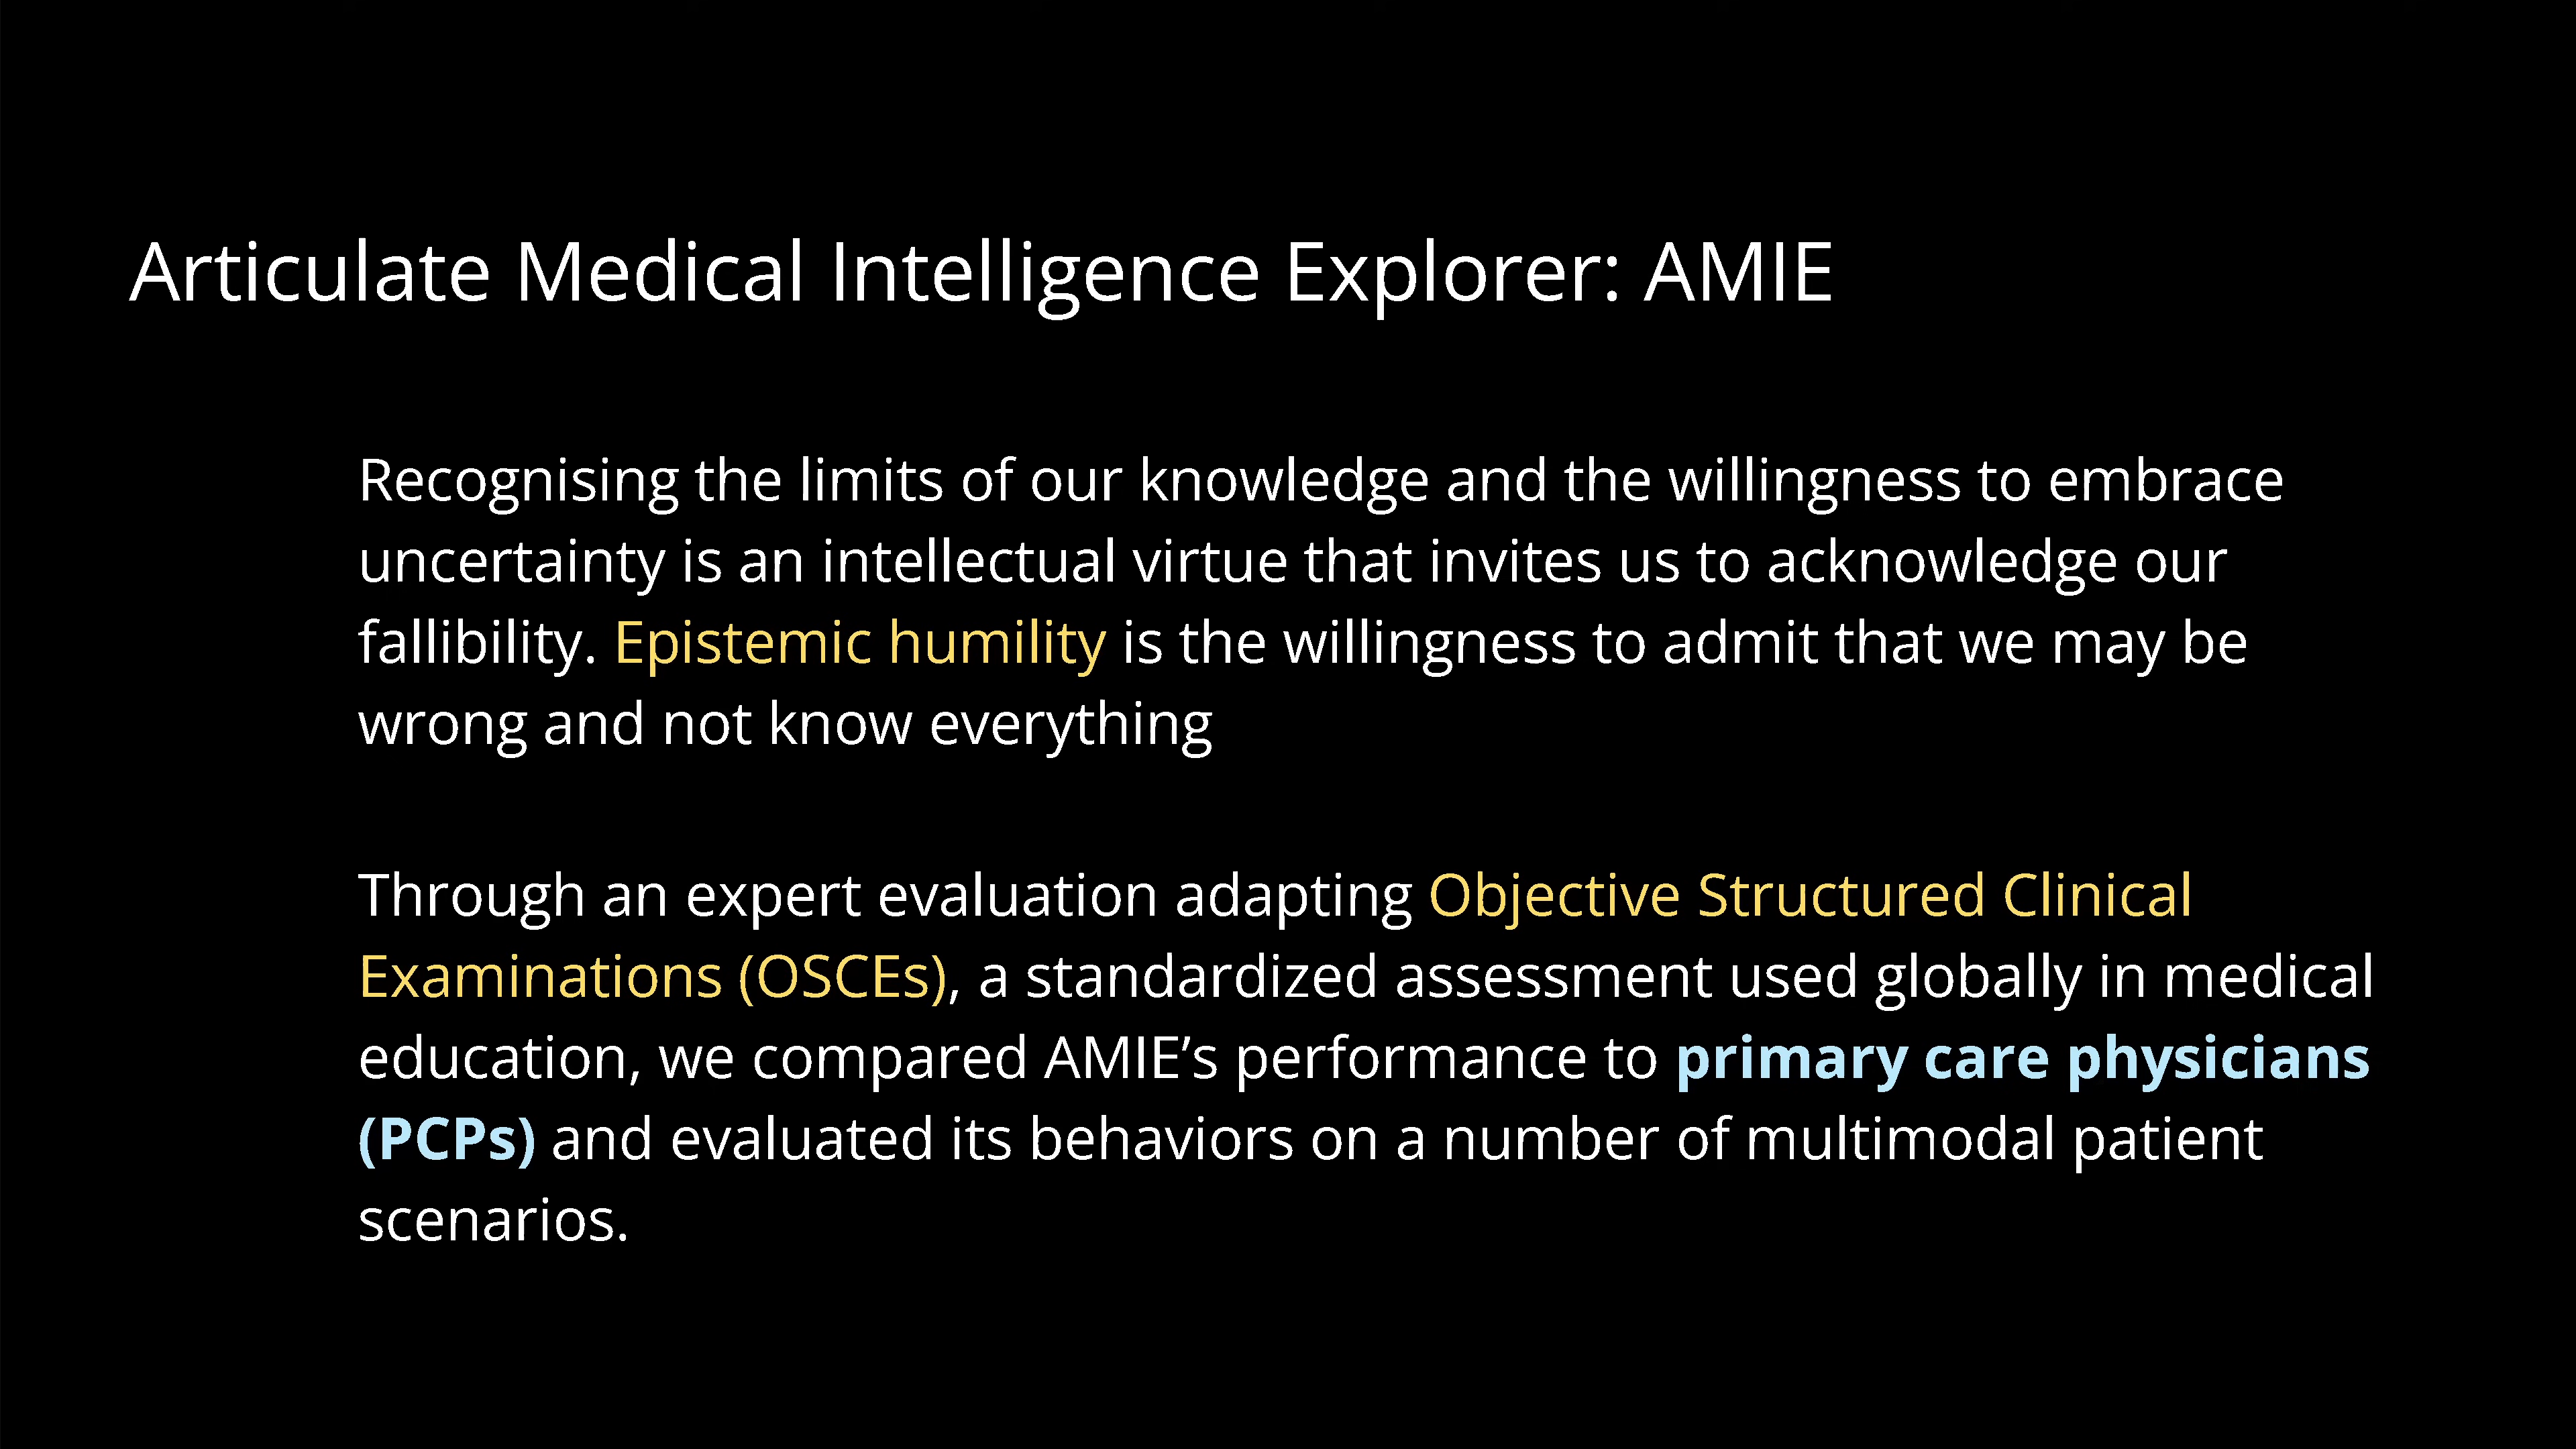 Articulate Medical Intelligence Explorer: AMIE
Recognising the limits of our knowledge and the willingness to embrace
uncertainty is an intellectual virtue that invites us to acknowledge our
fallibility. Epistemic humility is the willingness to admit that we may be
wrong and not know everything
Through an expert evaluation adapting Objective Structured Clinical
Examinations (OSCEs), a standardized assessment used globally in medical
education, we compared AMIE’s performance to primary care physicians
(PCPs) and evaluated its behaviors on a number of multimodal patient
scenarios.